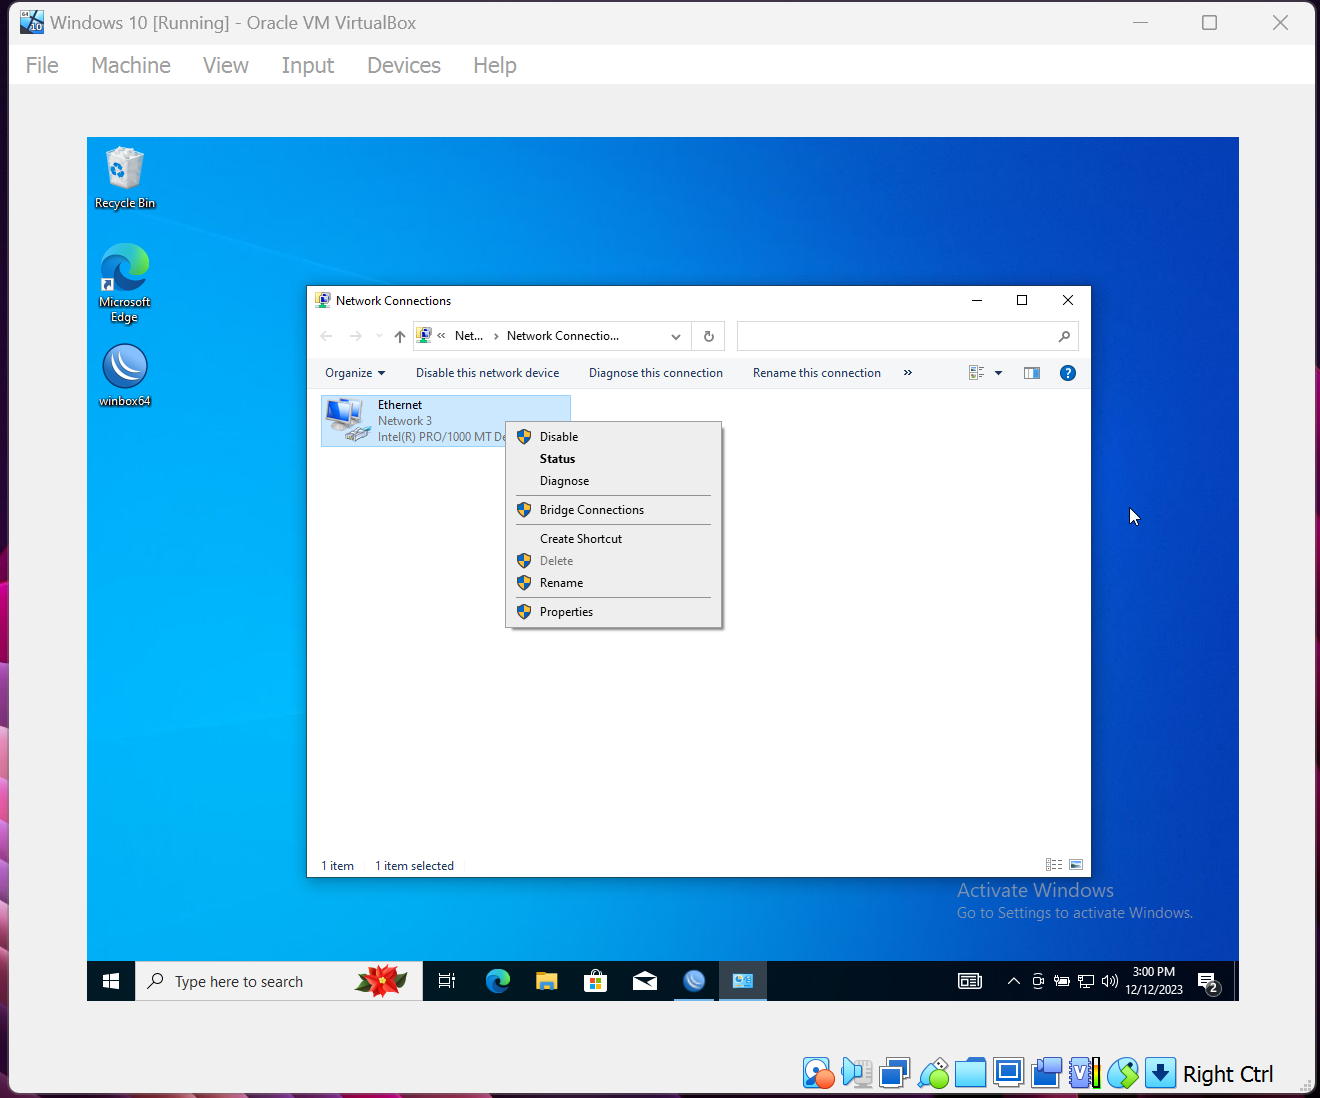 Windows 10 [Running] - Oracle VM VirtualBox
File Machine View Input Devices Help
Recycle Bin
Microsoft
Edge
winbox64
Network Connections
« Net... › Network Connectio...
Organize Disable this network device Diagnose this connection Rename this connection »
Ethernet
Network 3
Intel(R) PRO/1000 MT De
Disable
Status
Diagnose
Bridge Connections
Create Shortcut
Delete
Rename
Properties
1 item 1 item selected
Activate Windows
Go to Settings to activate Windows.
Type here to search
3:00 PM
12/12/2023
2
Right Ctrl